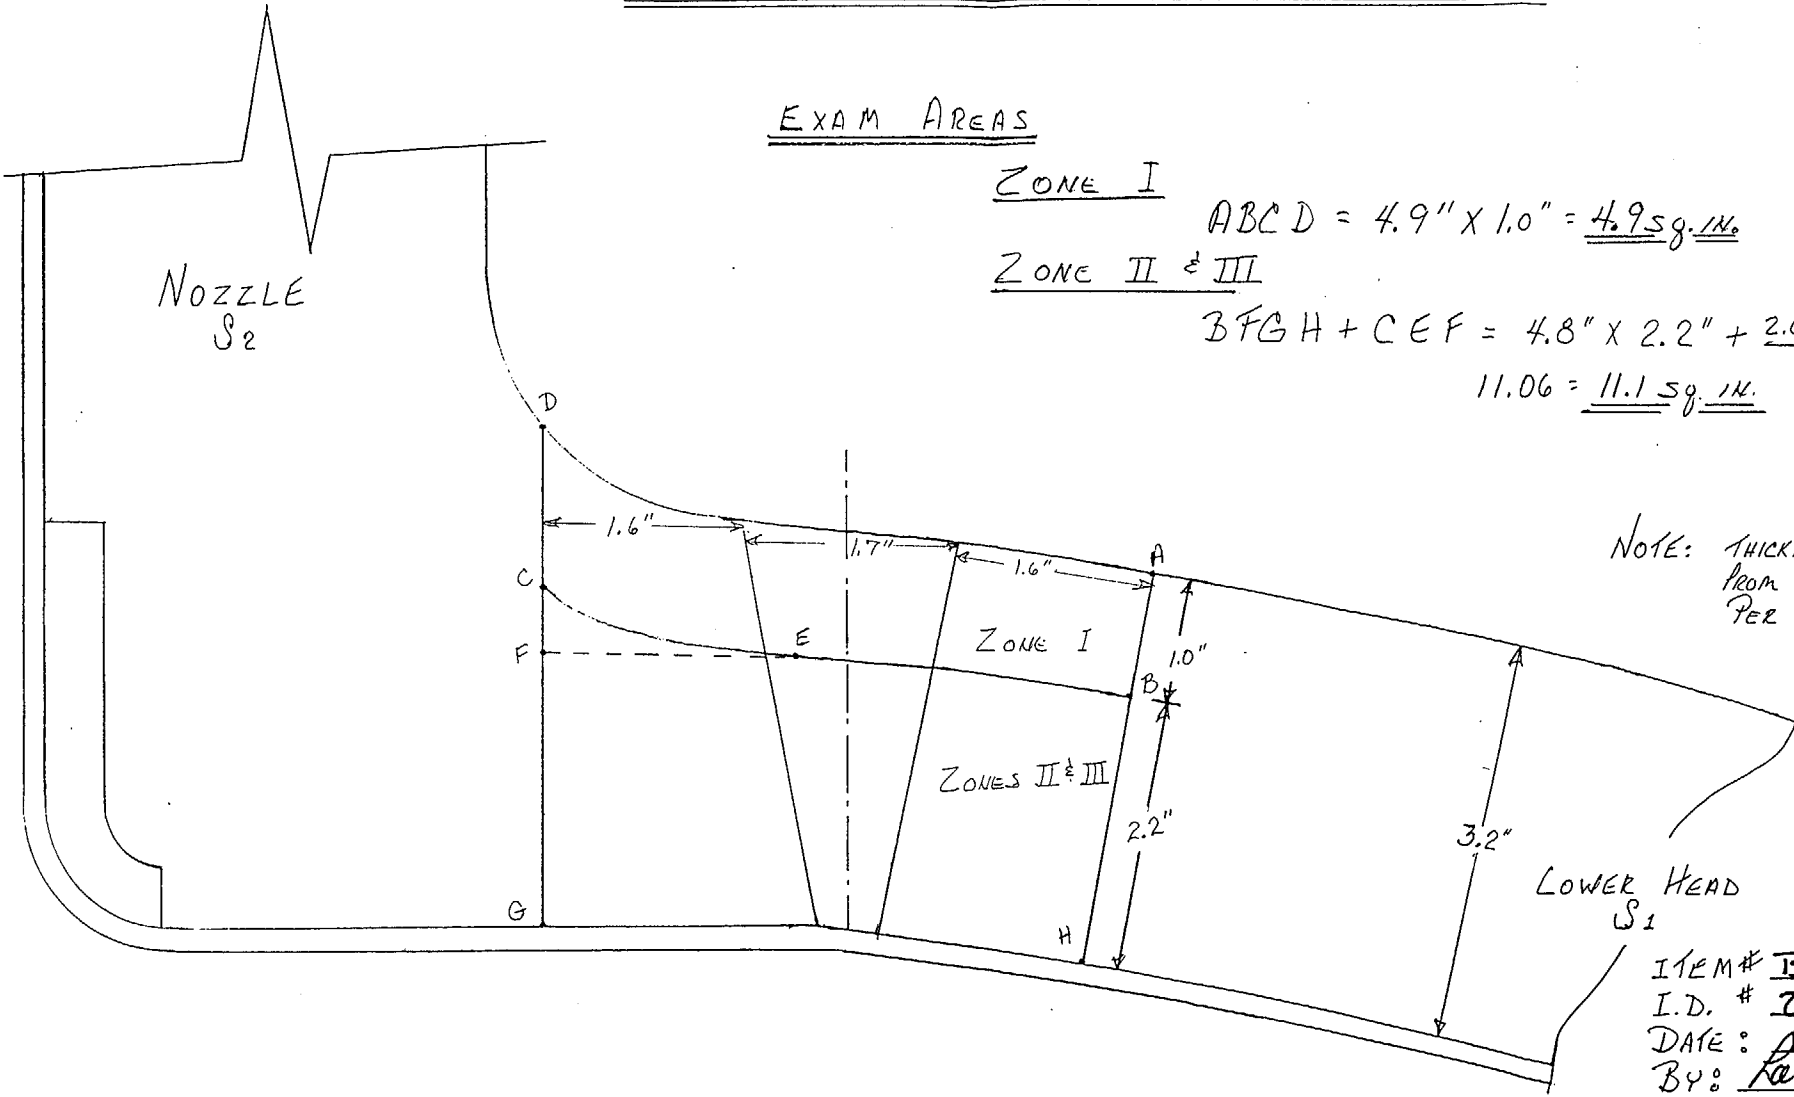 EXAM AREAS
ZONE I
ABCD = 4.9" X 1.0" = 4.9 sq. IN.
ZONE II & III
BFGH + CEF = 4.8" X 2.2" +
11.06 = 11.1 sq. IN.
NOZZLE
S2
D
1.6"
1.7"
1.6"
A
NOTE:
FROM
PER
C
F
E
ZONE I
1.0"
B
ZONES II & III
2.2"
3.2"
G
H
LOWER HEAD
S1
ITEM #
I.D. #
DATE:
BY: